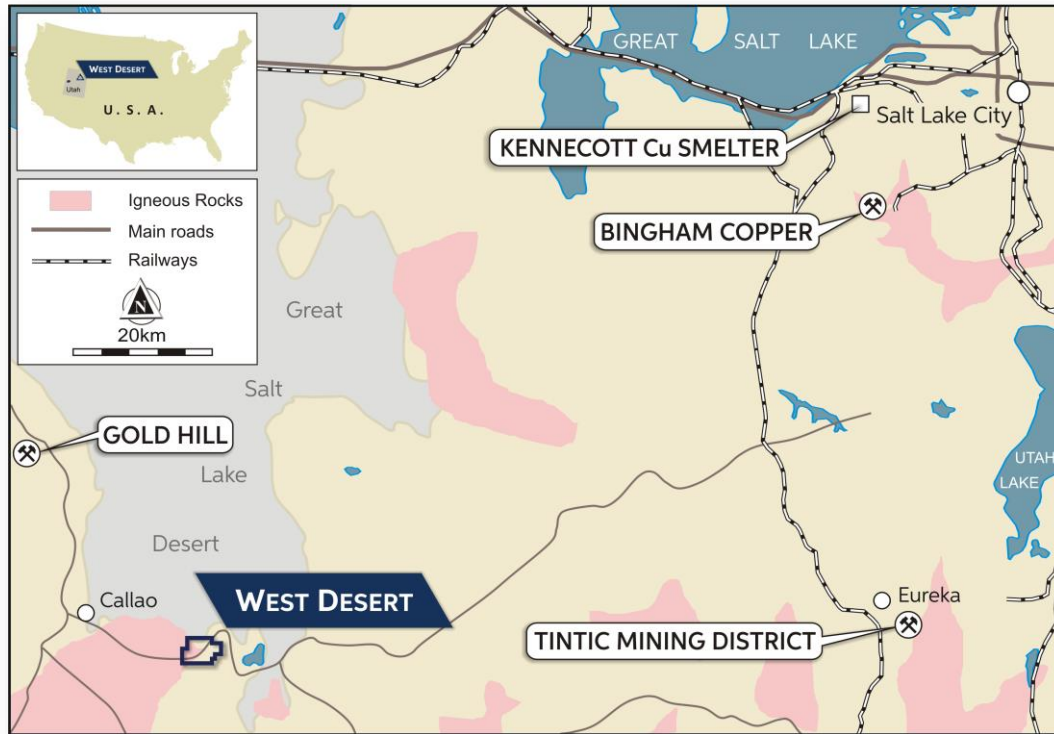 WEST DESERT
Utah
U. S. A.
Igneous Rocks
Main roads
Railways
N
20km
GREAT SALT LAKE
Salt Lake City
KENNECOTT Cu SMELTER
BINGHAM COPPER
Great
Salt
Lake
Desert
GOLD HILL
UTAH
LAKE
Callao
WEST DESERT
Eureka
TINTIC MINING DISTRICT